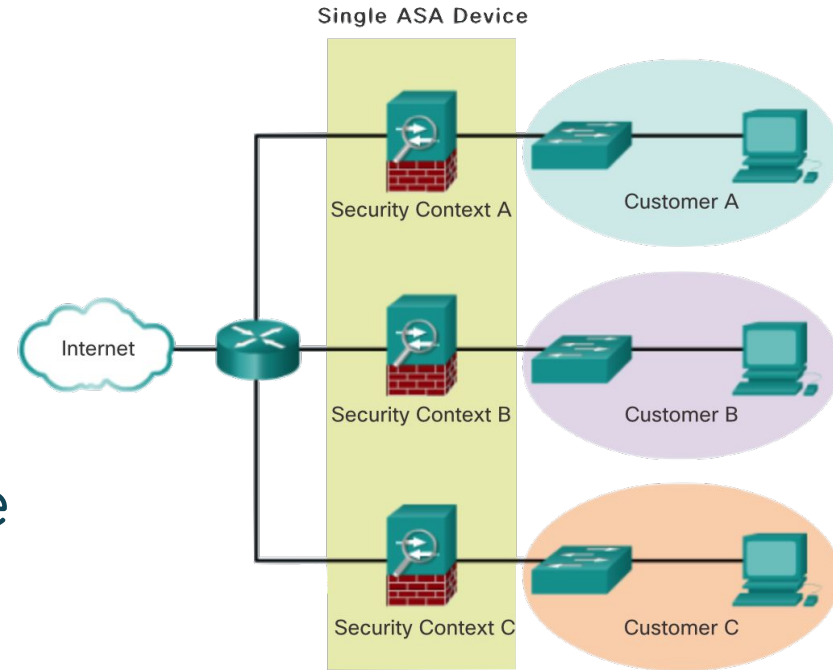 Single ASA Device
Security Context A
Customer A
Internet
Security Context B
Customer B
e
Security Context C
Customer C